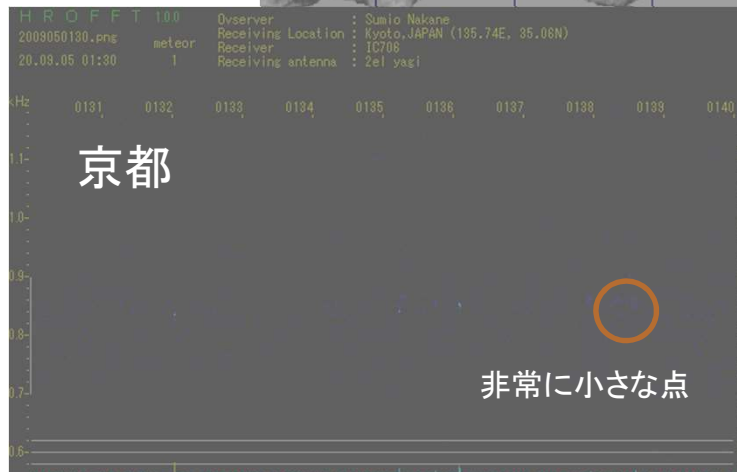 H R O F F T 1.0.0
2009050130.png
meteor
20.09.05 01:30
1
Ovserver : Sumio Nakane
Receiving Location : Kyoto,JAPAN (135.74E, 35.06N)
Receiver : IC706
Receiving antenna : 2el yagi
kHz 0131 0132 0133 0134 0135 0136 0137 0138 0139 0140
1.1
京都
1.0
0.9
0.8
非常に小さな点
0.7
0.6